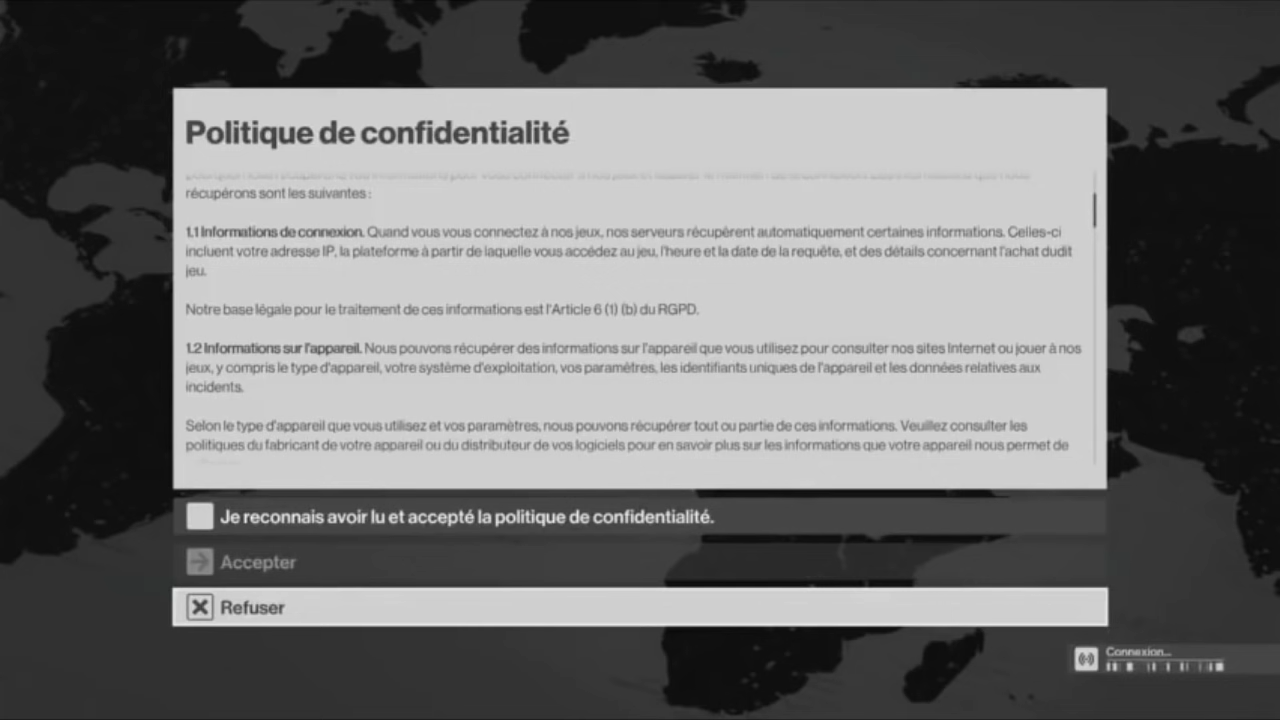 Politique de confidentialité
récupérons sont les suivantes :
1.1 Informations de connexion. Quand vous vous connectez à nos jeux, nos serveurs récupèrent automatiquement certaines informations. Celles-ci
incluent votre adresse IP, la plateforme à partir de laquelle vous accédez au jeu, l'heure et la date de la requête, et des détails concernant l'achat dudit
jeu.
Notre base légale pour le traitement de ces informations est l'Article 6 (1) (b) du RGPD.
1.2 Informations sur l'appareil. Nous pouvons récupérer des informations sur l'appareil que vous utilisez pour consulter nos sites Internet ou jouer à nos
jeux, y compris le type d'appareil, votre système d'exploitation, vos paramètres, les identifiants uniques de l'appareil et les données relatives aux
incidents.
Selon le type d'appareil que vous utilisez et vos paramètres, nous pouvons récupérer tout ou partie de ces informations. Veuillez consulter les
politiques du fabricant de votre appareil ou du distributeur de vos logiciels pour en savoir plus sur les informations que votre appareil nous permet de
Je reconnais avoir lu et accepté la politique de confidentialité.
Accepter
Refuser
Connexion...